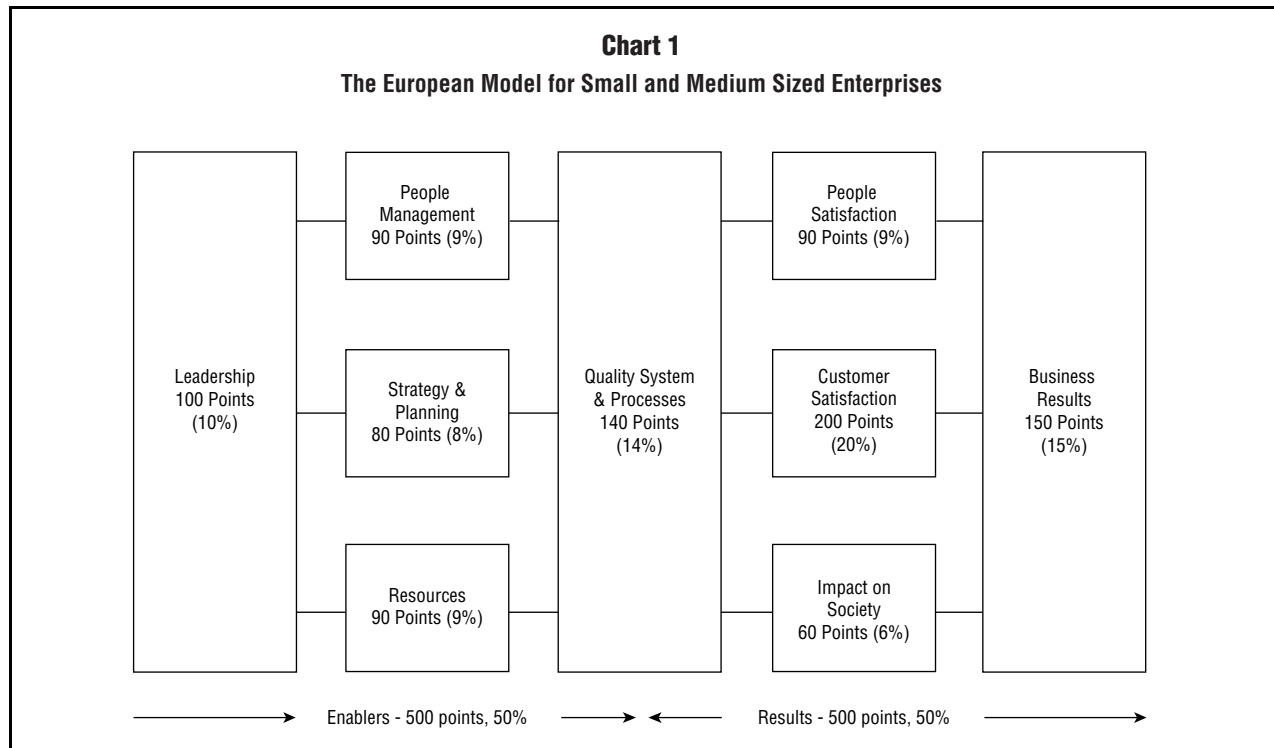 Chart 1
The European Model for Small and Medium Sized Enterprises
People
Management
90 Points (9%)
People
Satisfaction
90 Points (9%)
Leadership
100 Points
(10%)
Strategy &
Planning
80 Points (8%)
Quality System
& Processes
140 Points
(14%)
Customer
Satisfaction
200 Points
(20%)
Business
Results
150 Points
(15%)
Resources
90 Points (9%)
Impact on
Society
60 Points (6%)
Enablers - 500 points, 50%
Results - 500 points, 50%